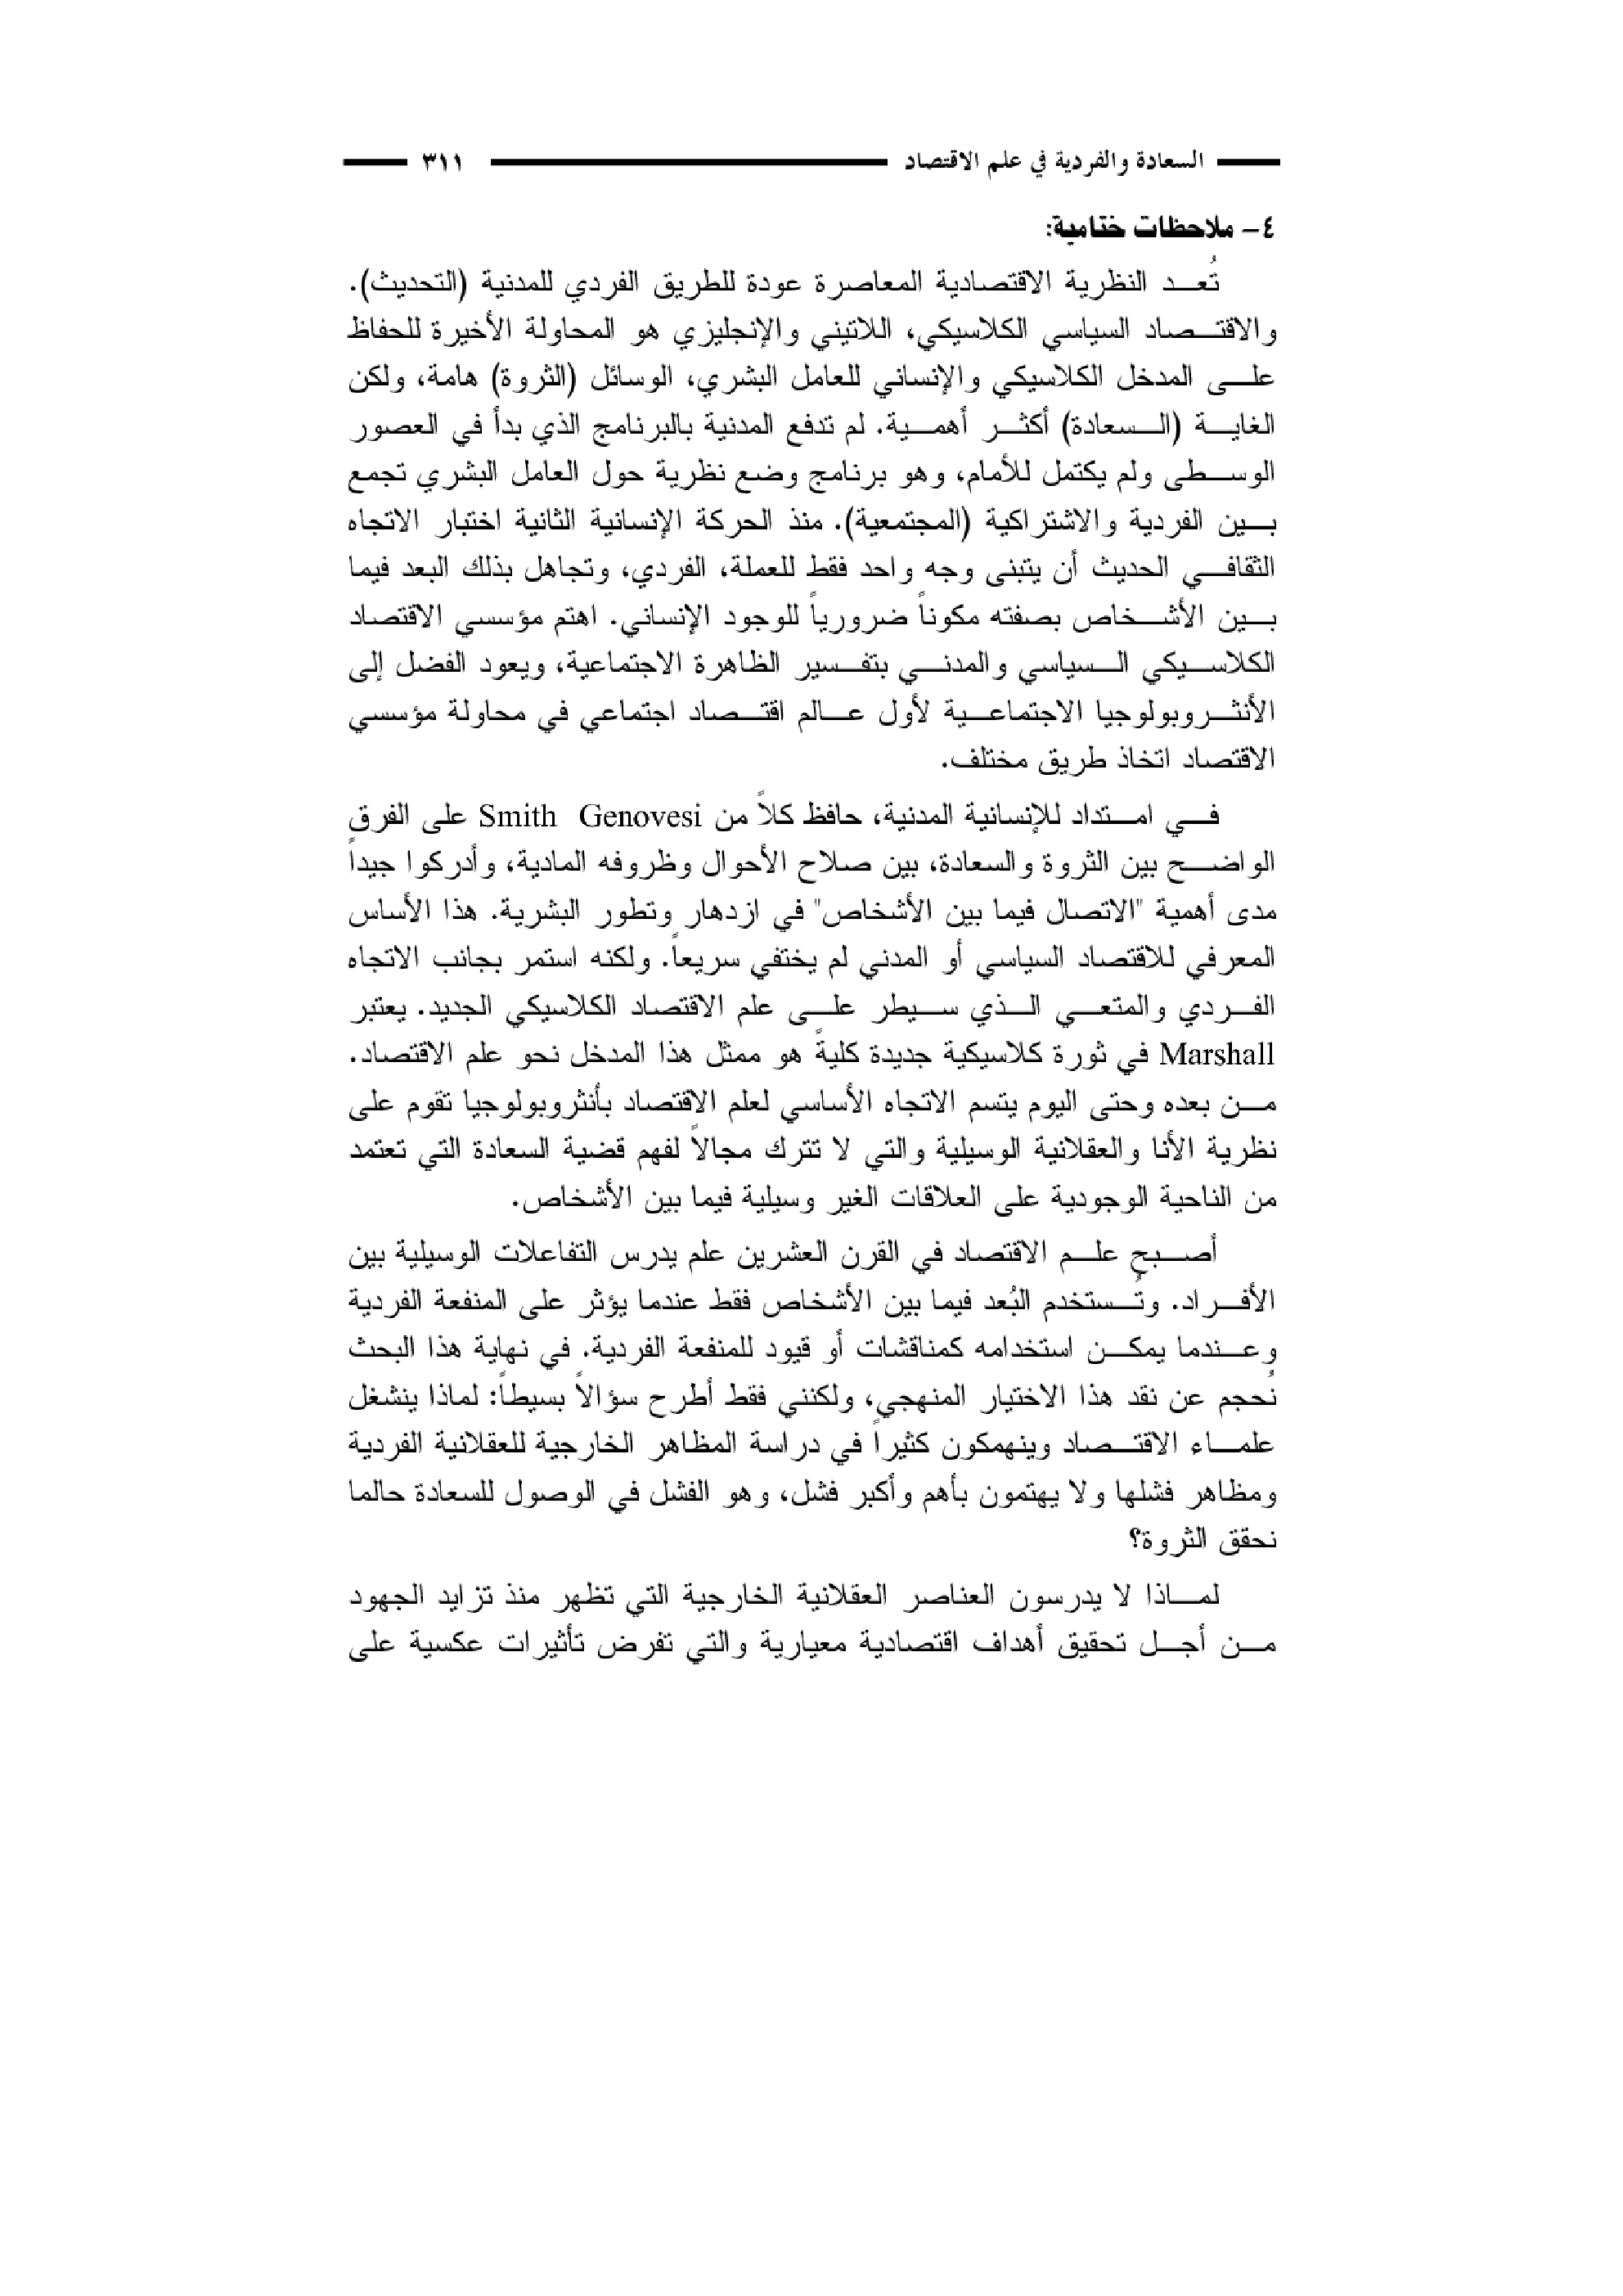 السعادة والفردية في علم الاقتصاد ٣١١
٤– ملاحظات ختامية:
تُعد النظرية الاقتصادية المعاصرة عودة للطريق الفردي للمدنية (التحديث).
والاقتصاد السياسي الكلاسيكي، اللاتيني والإنجليزي هو المحاولة الأخيرة للحفاظ
على المدخل الكلاسيكي والإنساني للعامل البشري، الوسائل (الثروة) هامة، ولكن
الغاية (السعادة) أكثر أهمية. لم تدفع المدنية بالبرنامج الذي بدأ في العصور
الوسطى ولم يكتمل للأمام، وهو برنامج وضع نظرية حول العامل البشري تجمع
بين الفردية والاشتراكية (المجتمعية). منذ الحركة الإنسانية الثانية اختبار الاتجاه
الثقافي الحديث أن يتبنى وجه واحد فقط للعملة، الفردي، وتجاهل بذلك البعد فيما
بين الأشخاص بصفته مكوناً ضرورياً للوجود الإنساني. اهتم مؤسسي الاقتصاد
الكلاسيكي السياسي والمدني بتفسير الظاهرة الاجتماعية، ويعود الفضل إلى
الأنثروبولوجيا الاجتماعية لأول عالم اقتصاد اجتماعي في محاولة مؤسسي
الاقتصاد اتخاذ طريق مختلف.
في امتداد للإنسانية المدنية، حافظ كلاً من Smith Genovesi على الفرق
الواضح بين الثروة والسعادة، بين صلاح الأحوال وظروفه المادية، وأدركوا جيداً
مدى أهمية "الاتصال فيما بين الأشخاص" في ازدهار وتطور البشرية. هذا الأساس
المعرفي للاقتصاد السياسي أو المدني لم يختفي سريعاً. ولكنه استمر بجانب الاتجاه
الفردي والمتعي الذي سيطر على علم الاقتصاد الكلاسيكي الجديد. يعتبر
Marshall في ثورة كلاسيكية جديدة كليةً هو ممثل هذا المدخل نحو علم الاقتصاد.
من بعده وحتى اليوم يتسم الاتجاه الأساسي لعلم الاقتصاد بأنثروبولوجيا تقوم على
نظرية الأنا والعقلانية الوسيلية والتي لا تترك مجالاً لفهم قضية السعادة التي تعتمد
من الناحية الوجودية على العلاقات الغير وسيلية فيما بين الأشخاص.
أصبح علم الاقتصاد في القرن العشرين علم يدرس التفاعلات الوسيلية بين
الأفراد. وتُستخدم البُعد فيما بين الأشخاص فقط عندما يؤثر على المنفعة الفردية
وعندما يمكن استخدامه كمناقشات أو قيود للمنفعة الفردية. في نهاية هذا البحث
نُحجم عن نقد هذا الاختيار المنهجي، ولكنني فقط أطرح سؤالاً بسيطاً: لماذا ينشغل
علماء الاقتصاد وينهمكون كثيراً في دراسة المظاهر الخارجية للعقلانية الفردية
ومظاهر فشلها ولا يهتمون بأهم وأكبر فشل، وهو الفشل في الوصول للسعادة حالما
نحقق الثروة؟
لماذا لا يدرسون العناصر العقلانية الخارجية التي تظهر منذ تزايد الجهود
من أجل تحقيق أهداف اقتصادية معيارية والتي تفرض تأثيرات عكسية على